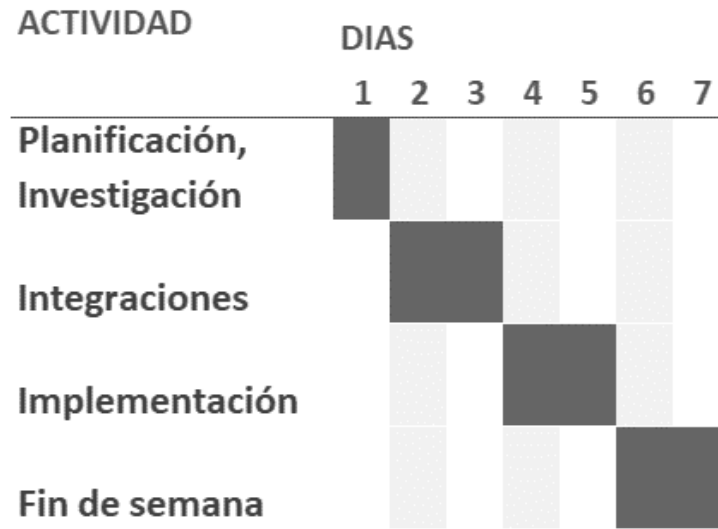 ACTIVIDAD
DIAS
1 2 3 4 5 6 7
Planificación,
Investigación
Integraciones
Implementación
Fin de semana